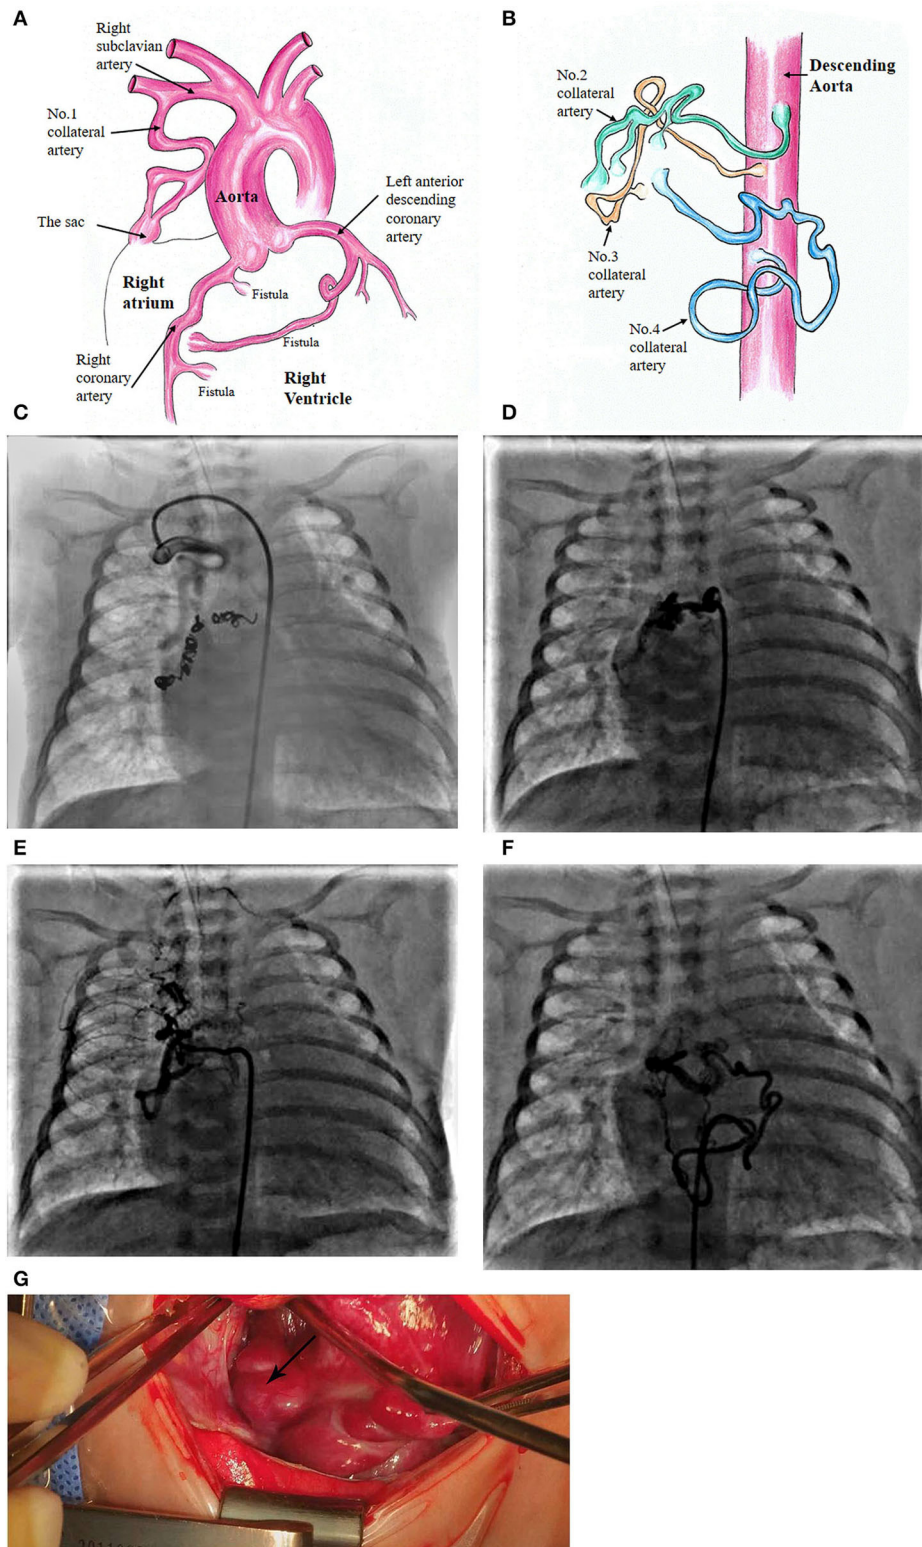 A
Right
subclavian
artery
No.1
collateral
artery
The sac
Aorta
Right
atrium
Left anterior
descending
coronary
artery
Fistula
Fistula
Right
coronary
artery
Fistula
Right
Ventricle
B
No.2
collateral
artery
Descending
Aorta
No.3
collateral
artery
No.4
collateral
artery
C
D
E
F
G